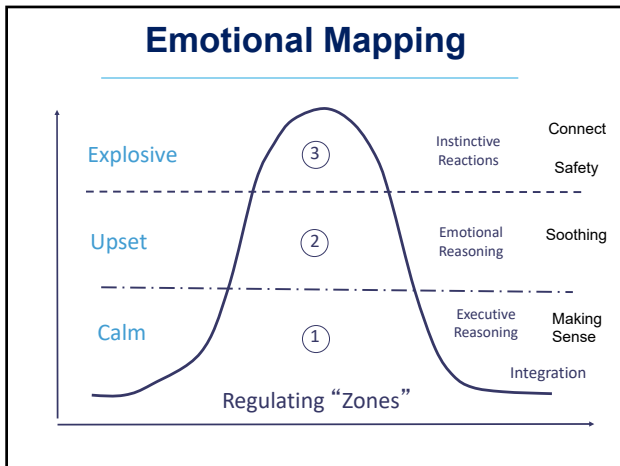 Emotional Mapping
Explosive
3
Instinctive
Reactions
Connect
Safety
Upset
2
Emotional
Reasoning
Soothing
Calm
1
Executive
Reasoning
Making
Sense
Integration
Regulating “Zones”